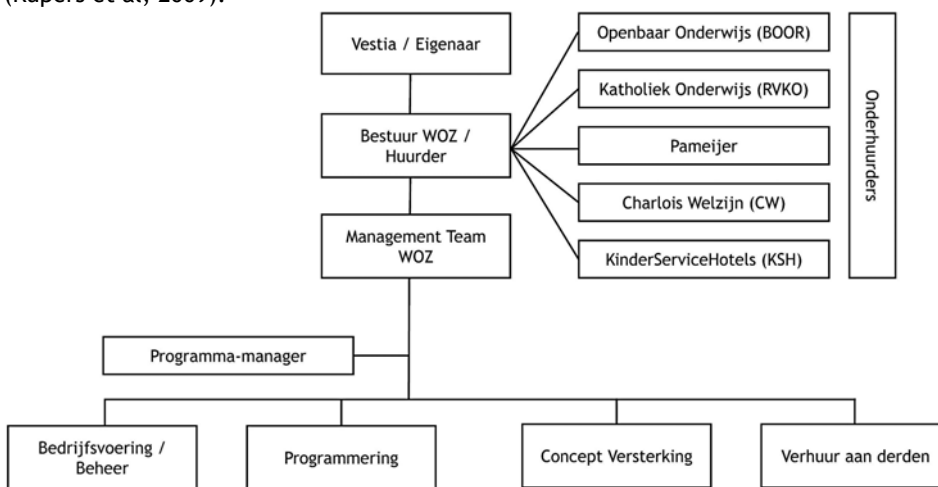 (Kapers et al, 2009).
Vestia / Eigenaar
Openbaar Onderwijs (BOOR)
Katholiek Onderwijs (RVKO)
Bestuur WOZ /
Huurder
Pameijer
Charlois Welzijn (CW)
Management Team
WOZ
KinderServiceHotels (KSH)
Onderhuurders
Programma-manager
Bedrijfsvoering /
Beheer
Programmering
Concept Versterking
Verhuur aan derden